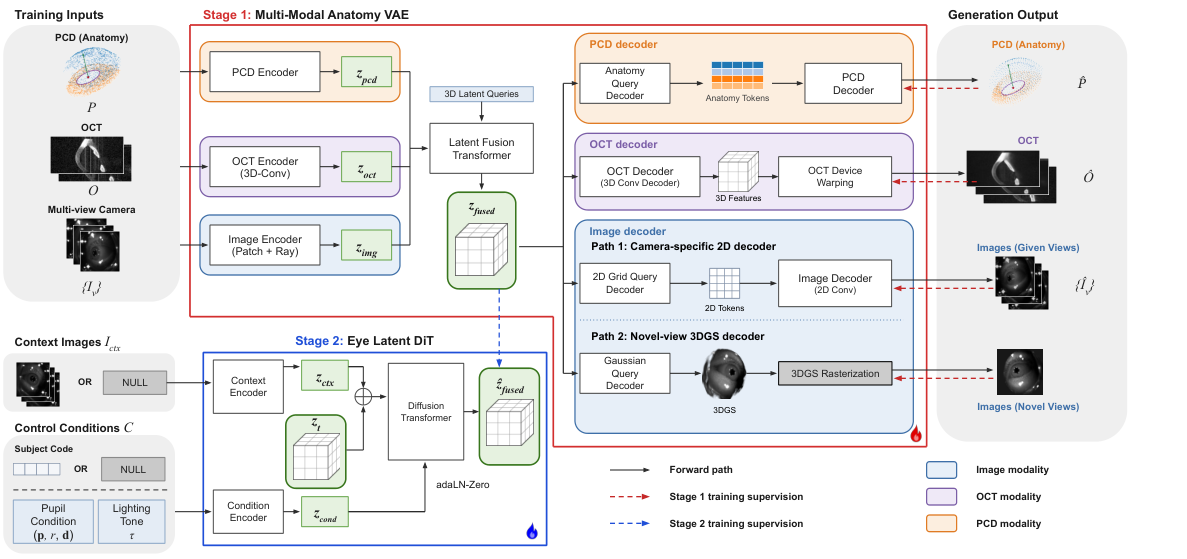 Training Inputs
PCD (Anatomy)
P
OCT
O
Multi-view Camera
{I_v}
Context Images I_ctx
OR
NULL
Control Conditions C
Subject Code
OR
NULL
Pupil
Condition
(p, r, d)
Lighting
Tone
τ
Stage 1: Multi-Modal Anatomy VAE
PCD Encoder
z_pcd
OCT Encoder
(3D-Conv)
z_oct
Image Encoder
(Patch + Ray)
z_img
3D Latent Queries
Latent Fusion
Transformer
z_fused
PCD decoder
Anatomy
Query
Decoder
Anatomy Tokens
PCD
Decoder
OCT decoder
OCT Decoder
(3D Conv Decoder)
3D Features
OCT Device
Warping
Image decoder
Path 1: Camera-specific 2D decoder
2D Grid Query
Decoder
2D Tokens
Image Decoder
(2D Conv)
Path 2: Novel-view 3DGS decoder
Gaussian
Query
Decoder
3DGS
3DGS Rasterization
Stage 2: Eye Latent DiT
Context
Encoder
z_ctx
z_t
Diffusion
Transformer
ẑ_fused
adaLN-Zero
Condition
Encoder
z_cond
Generation Output
PCD (Anatomy)
P̂
OCT
Ô
Images (Given Views)
{Î_v}
Images (Novel Views)
Forward path
Stage 1 training supervision
Stage 2 training supervision
Image modality
OCT modality
PCD modality